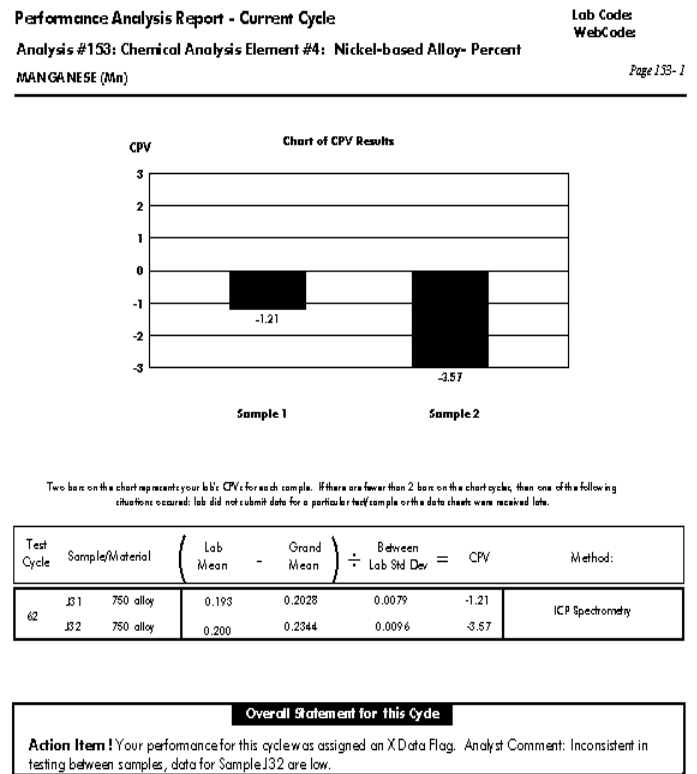 Performance Analysis Report - Current Cycle
Lab Code:
WebCode:
Analysis #153: Chemical Analysis Element #4: Nickel-based Alloy- Percent
MANGANESE (Mn)
Page 153- 1
CPV
Chart of CPV Results
3
2
1
0
-1
-2
-3
-1.21
-3.57
Sample 1
Sample 2
Two bars on the chart represents your lab's CPVs for each sample. If there are fewer than 2 bars on the chart cycles, then one of the following
situations occured: lab did not submit data for a particular test/sample or the data sheets were received late.
Test Cycle Sample/Material ( Lab Mean - Grand Mean ) ÷ Between Lab Std Dev = CPV Method:
62 J31 750 alloy 0.193 0.2028 0.0079 -1.21 ICP Spectrometry
J32 750 alloy 0.200 0.2344 0.0096 -3.57
Overall Statement for this Cycle
Action Item ! Your performance for this cycle was assigned an X Data Flag. Analyst Comment: Inconsistent in
testing between samples, data for Sample J32 are low.